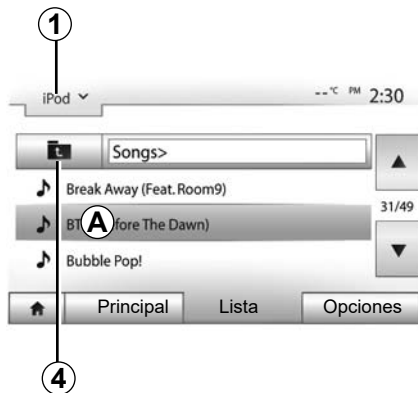 1
iPod
--°C PM 2:30
Songs>
Break Away (Feat. Room9)
31/49
A
fore The Dawn)
Bubble Pop!
Principal Lista Opciones
4